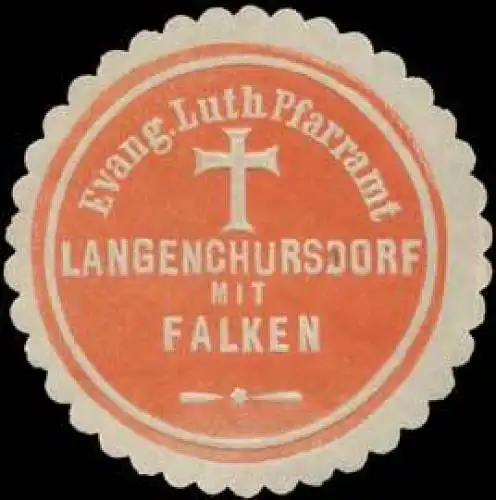 Evang. Luth. Pfarramt
LANGENCHURSDORF
MIT
FALKEN